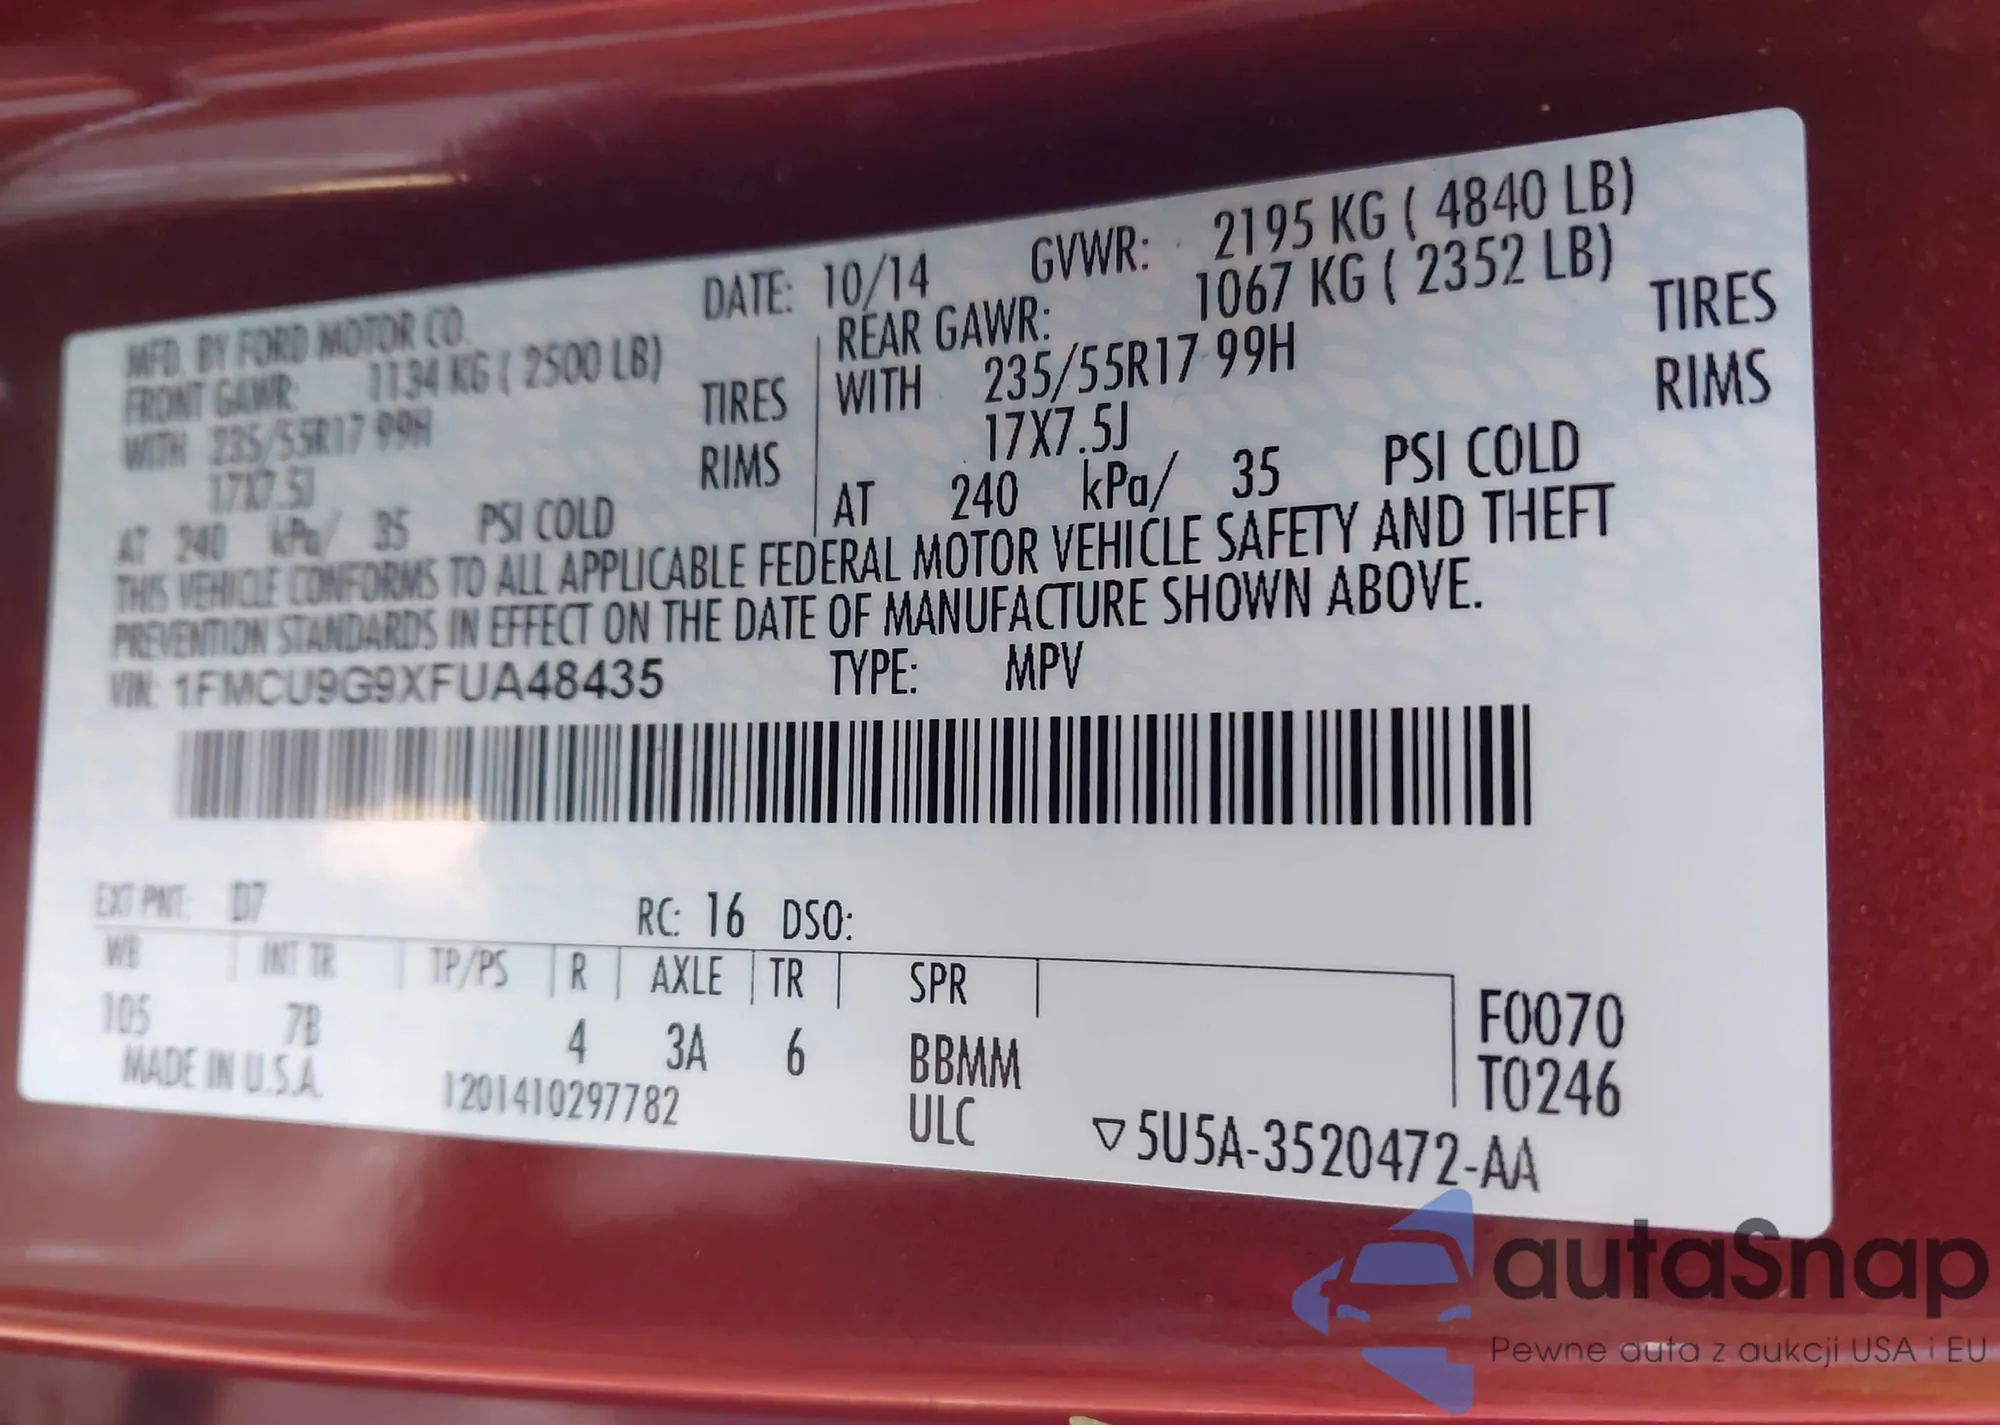 MFD. BY FORD MOTOR CO. DATE: 10/14 GVWR: 2195 KG ( 4840 LB)
FRONT GAWR: 1134 KG ( 2500 LB) REAR GAWR: 1067 KG ( 2352 LB)
WITH 235/55R17 99H TIRES WITH 235/55R17 99H TIRES
17X7.5J RIMS 17X7.5J RIMS
AT 240 kPa/ 35 PSI COLD AT 240 kPa/ 35 PSI COLD
THIS VEHICLE CONFORMS TO ALL APPLICABLE FEDERAL MOTOR VEHICLE SAFETY AND THEFT
PREVENTION STANDARDS IN EFFECT ON THE DATE OF MANUFACTURE SHOWN ABOVE.
VIN: 1FMCU9G9XFUA48435 TYPE: MPV
EXT PNT: D7 RC: 16 DSO:
WB INT TR TP/PS R AXLE TR SPR
105 7B 4 3A 6 BBMM F0070
MADE IN U.S.A. 1201410297782 ULC T0246
▽5U5A-3520472-AA
autaSnap
Pewne auta z aukcji USA i EU